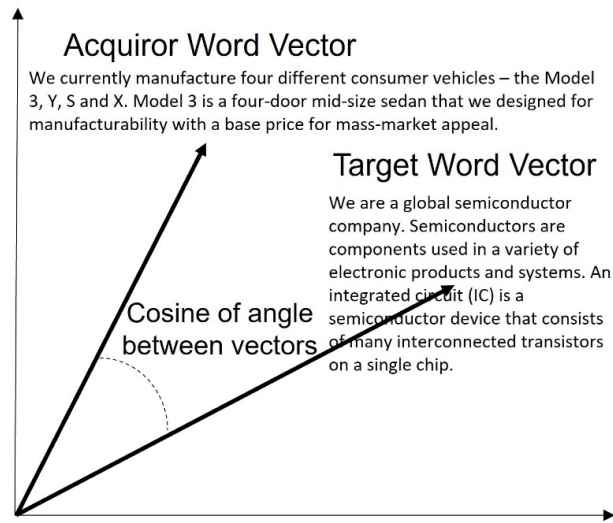 Acquiror Word Vector
We currently manufacture four different consumer vehicles – the Model
3, Y, S and X. Model 3 is a four-door mid-size sedan that we designed for
manufacturability with a base price for mass-market appeal.
Target Word Vector
We are a global semiconductor
company. Semiconductors are
components used in a variety of
electronic products and systems. An
integrated circuit (IC) is a
semiconductor device that consists
of many interconnected transistors
on a single chip.
Cosine of angle
between vectors